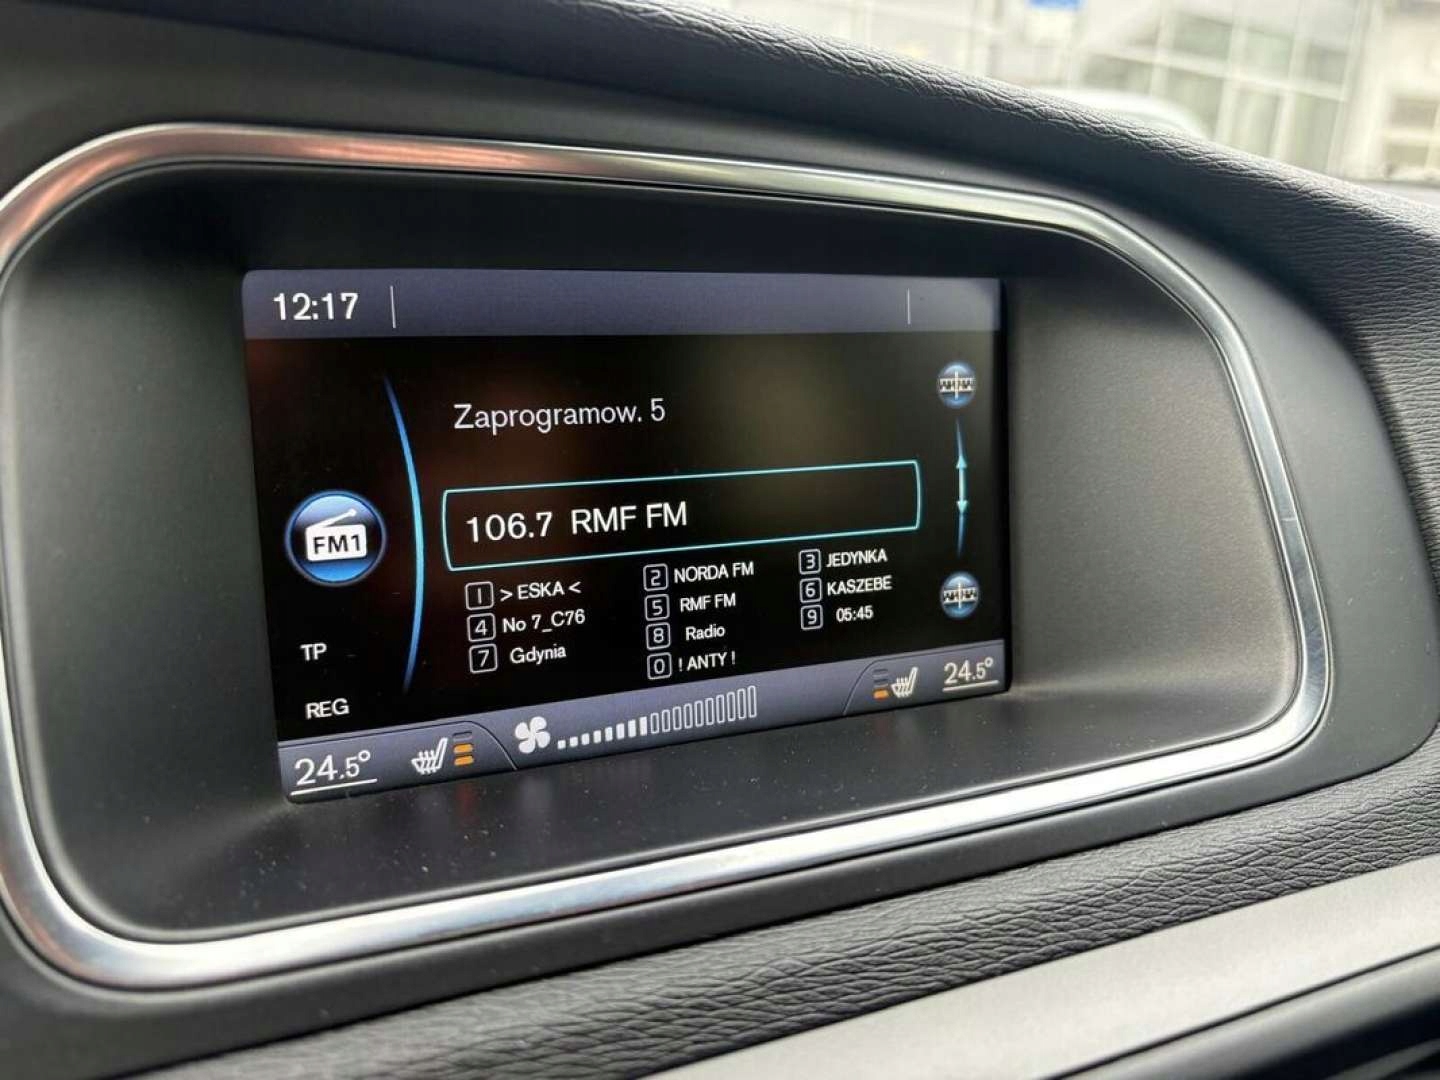 12:17
Zaprogramow. 5
106.7 RMF FM
FM1
1 > ESKA < 2 NORDA FM 3 JEDYNKA
4 No 7_C76 5 RMF FM 6 KASZEBE
7 Gdynia 8 Radio 9 05:45
0 ! ANTY !
TP
REG
24.5° 24.5°